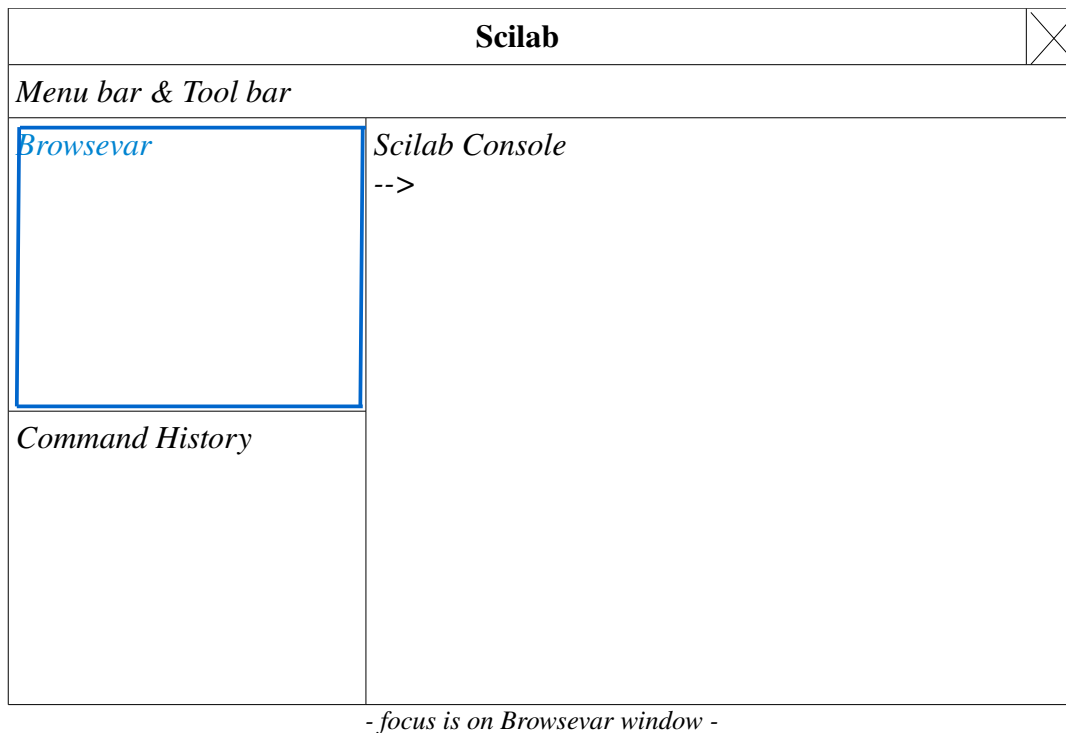 Scilab
Menu bar & Tool bar
Browsevar
Scilab Console
-->
Command History
- focus is on Browsevar window -